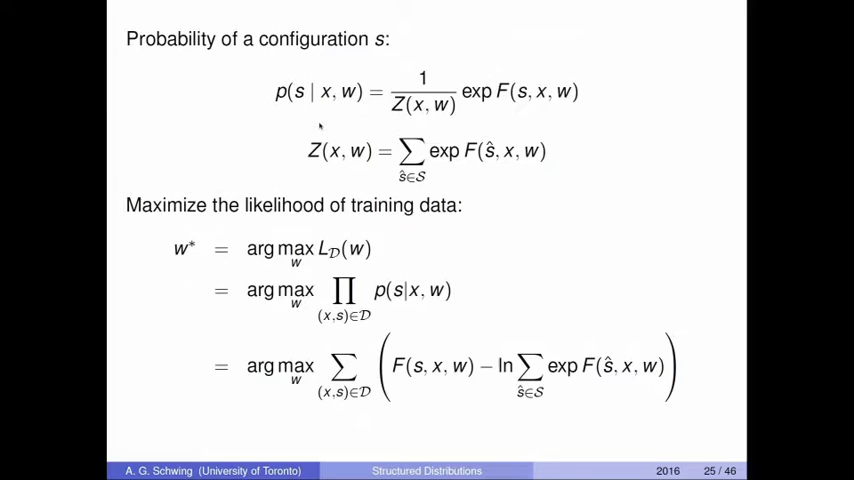 Probability of a configuration s:
p(s | x, w) = 1/Z(x, w) exp F(s, x, w)
Z(x, w) = ∑_{ŝ∈𝒮} exp F(ŝ, x, w)
Maximize the likelihood of training data:
w* = arg max_w L_𝒟(w)
= arg max_w ∏_{(x,s)∈𝒟} p(s|x, w)
= arg max_w ∑_{(x,s)∈𝒟} ( F(s, x, w) − ln ∑_{ŝ∈𝒮} exp F(ŝ, x, w) )
A. G. Schwing (University of Toronto) Structured Distributions 2016 25 / 46